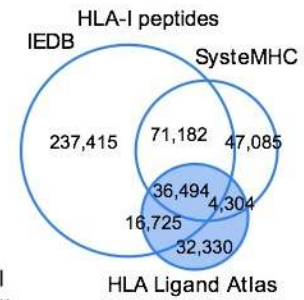 HLA-I peptides
IEDB
SysteMHC
237,415
71,182
47,085
36,494
4,304
16,725
32,330
HLA Ligand Atlas